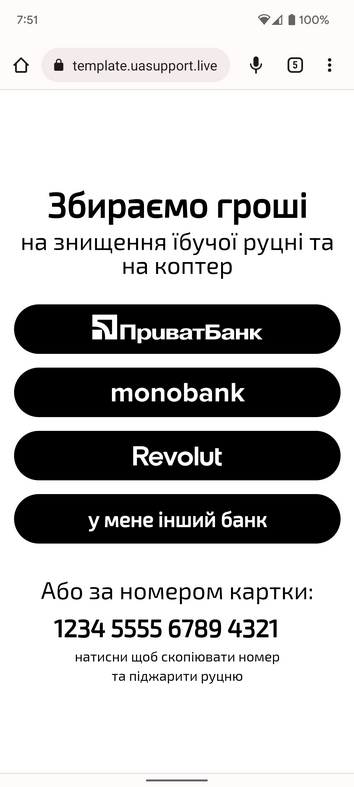 7:51
100%
template.uasupport.live
5
Збираємо гроші
на знищення їбучої руцні та
на коптер
ПриватБанк
monobank
Revolut
у мене інший банк
Або за номером картки:
1234 5555 6789 4321
натисни щоб скопіювати номер
та піджарити руцню